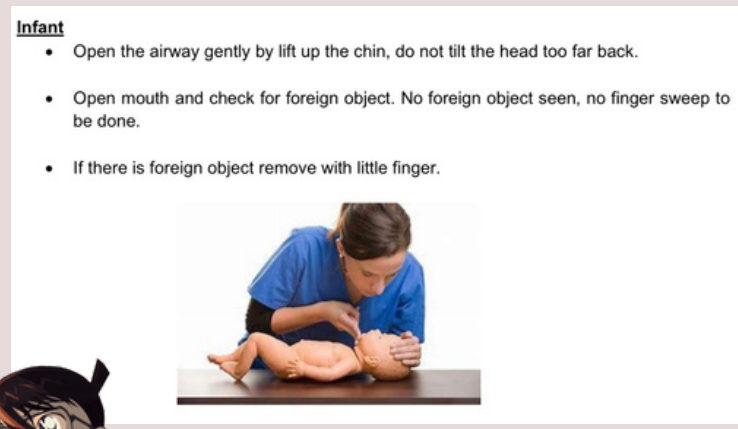 Infant
• Open the airway gently by lift up the chin, do not tilt the head too far back.
• Open mouth and check for foreign object. No foreign object seen, no finger sweep to
be done.
• If there is foreign object remove with little finger.